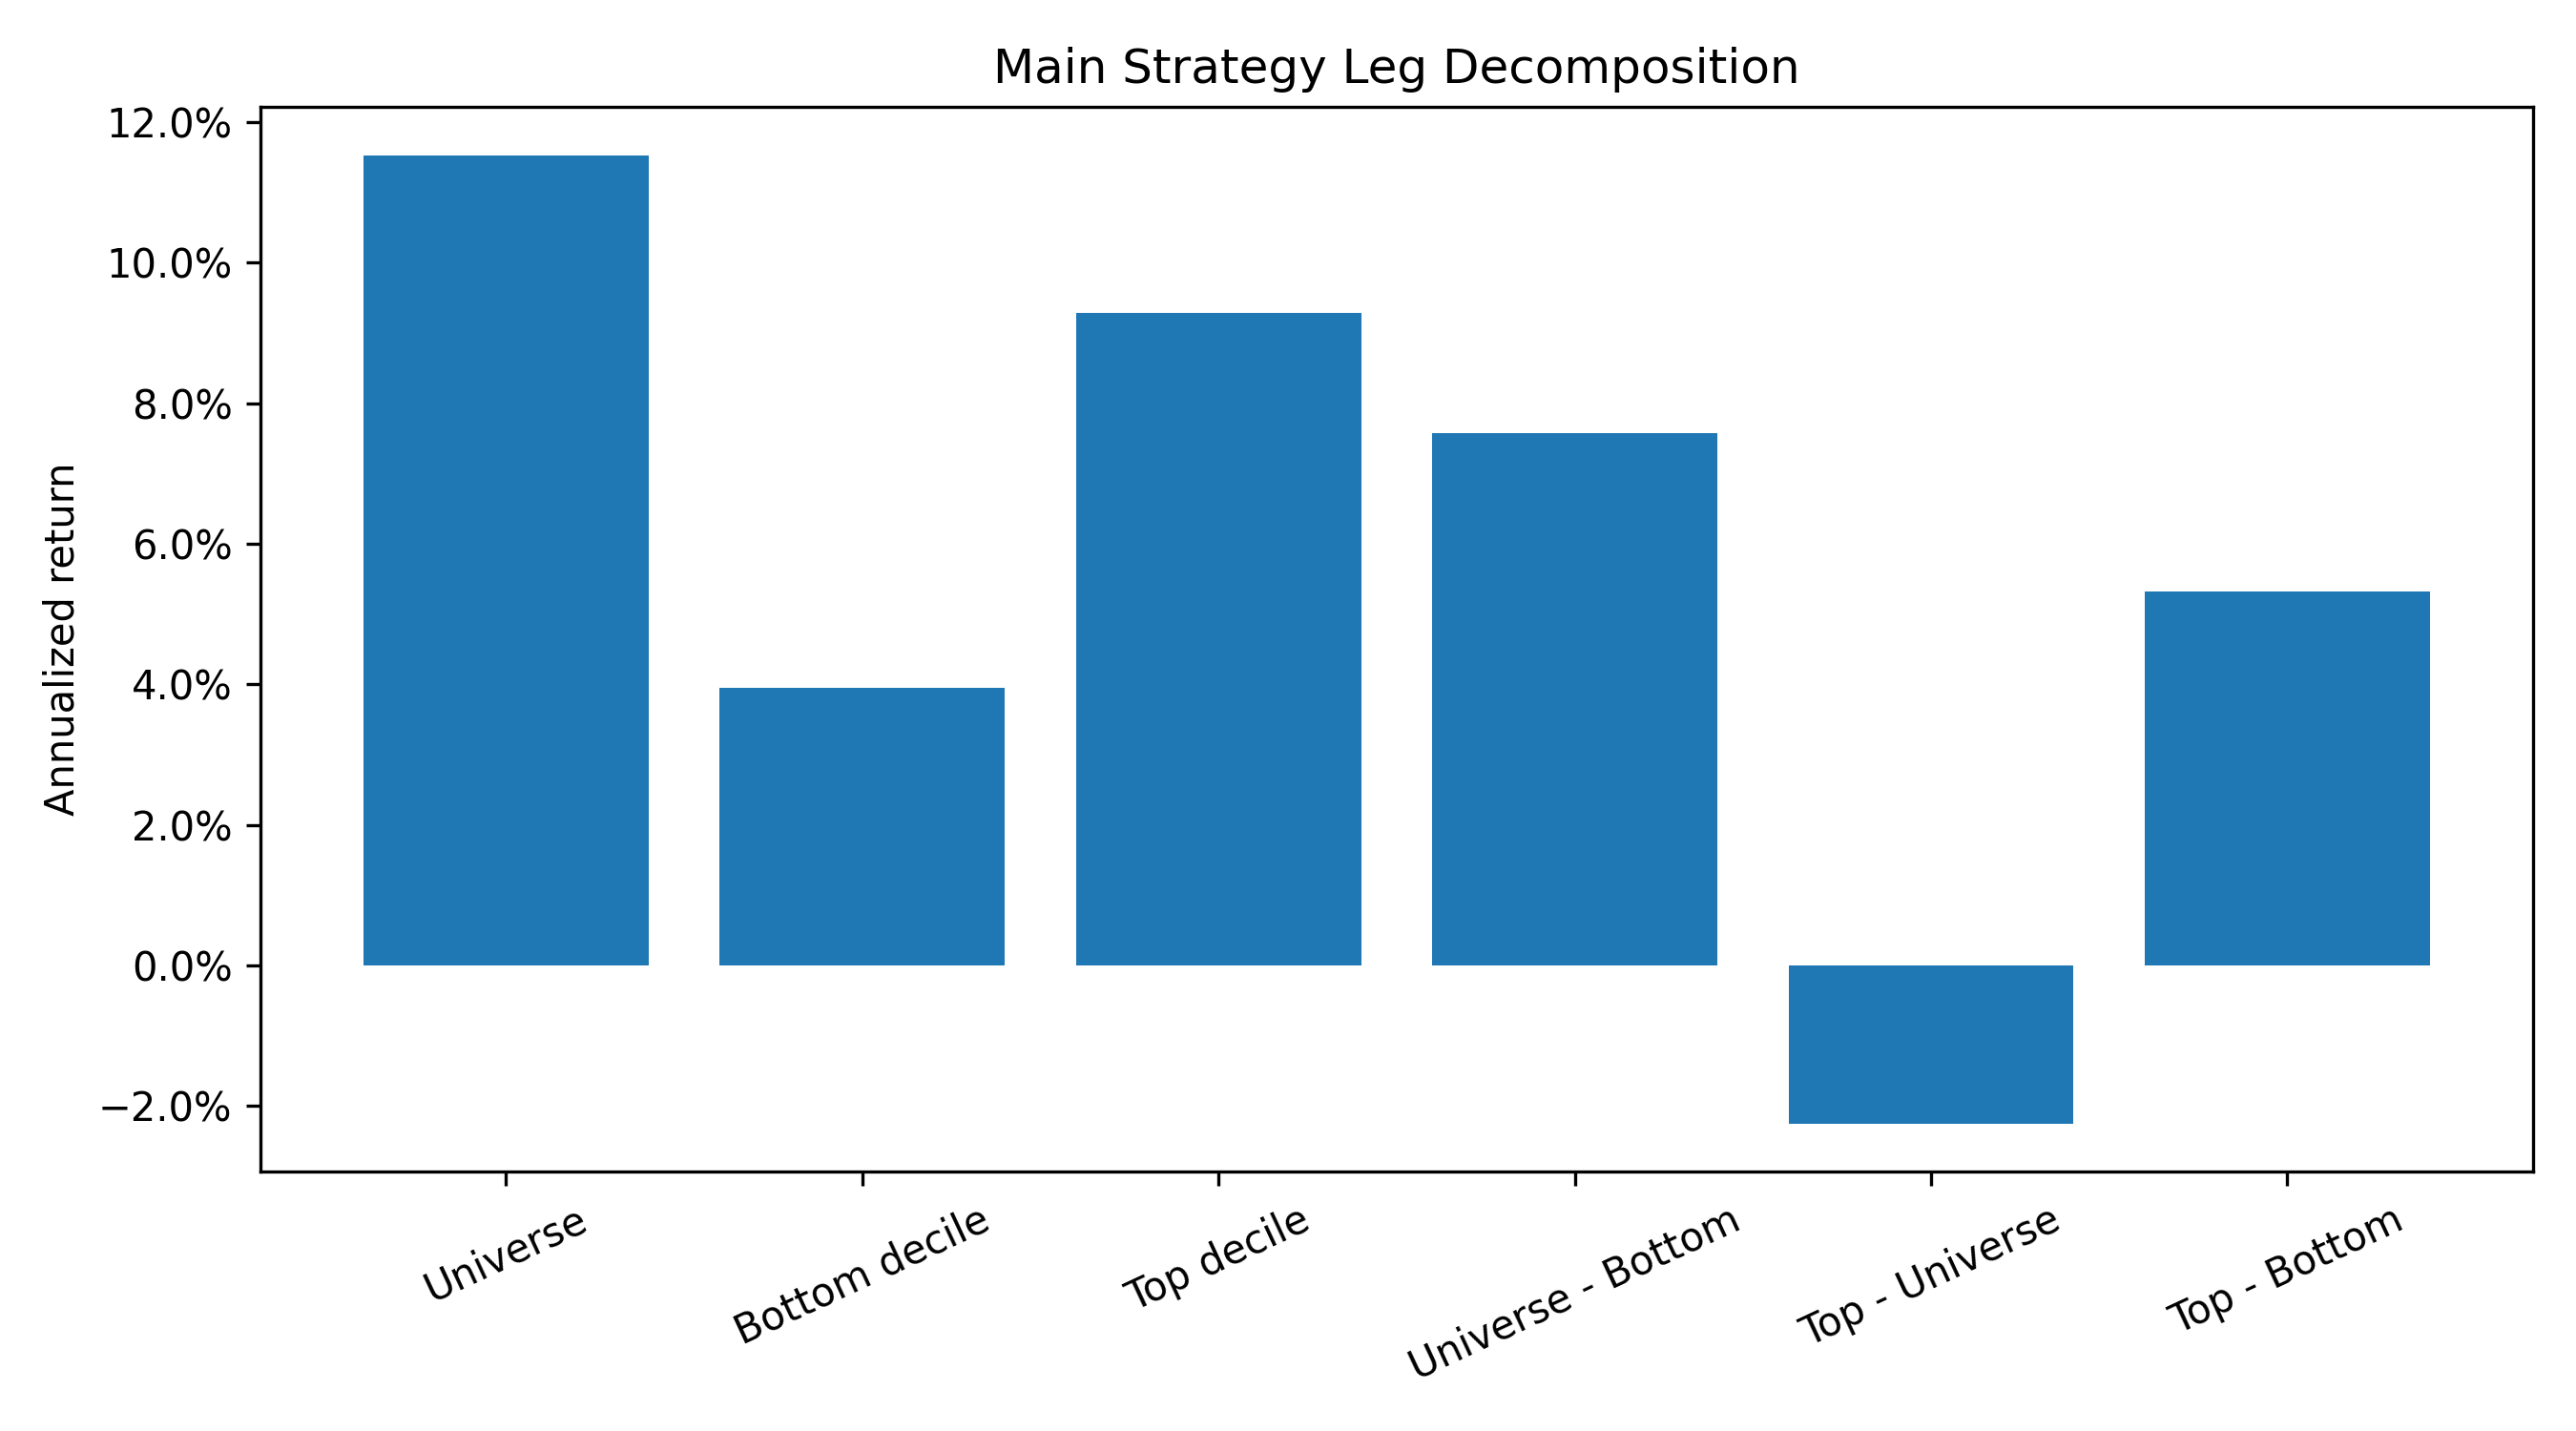 Main Strategy Leg Decomposition
12.0%
10.0%
8.0%
6.0%
4.0%
2.0%
0.0%
−2.0%
Annualized return
Universe
Bottom decile
Top decile
Universe - Bottom
Top - Universe
Top - Bottom